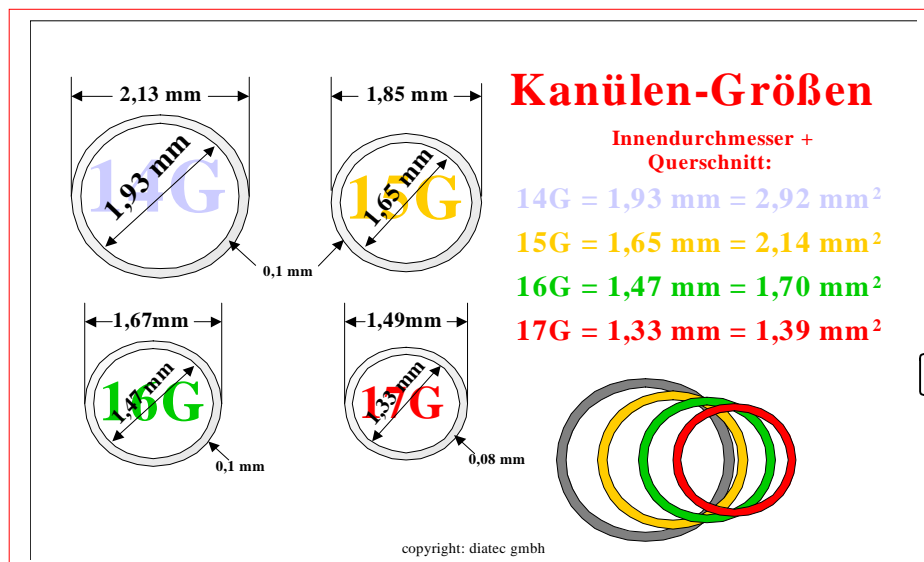 Kanülen-Größen
Innendurchmesser +
Querschnitt:
14G = 1,93 mm = 2,92 mm²
15G = 1,65 mm = 2,14 mm²
16G = 1,47 mm = 1,70 mm²
17G = 1,33 mm = 1,39 mm²
2,13 mm
14G
1,93 mm
1,85 mm
15G
1,65 mm
0,1 mm
1,67mm
16G
1,47 mm
0,1 mm
1,49mm
17G
1,33 mm
0,08 mm
copyright: diatec gmbh